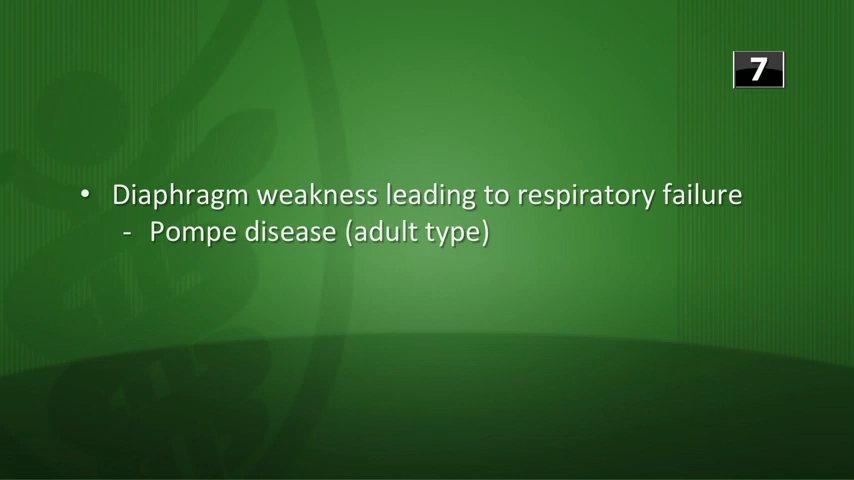 7
• Diaphragm weakness leading to respiratory failure
- Pompe disease (adult type)